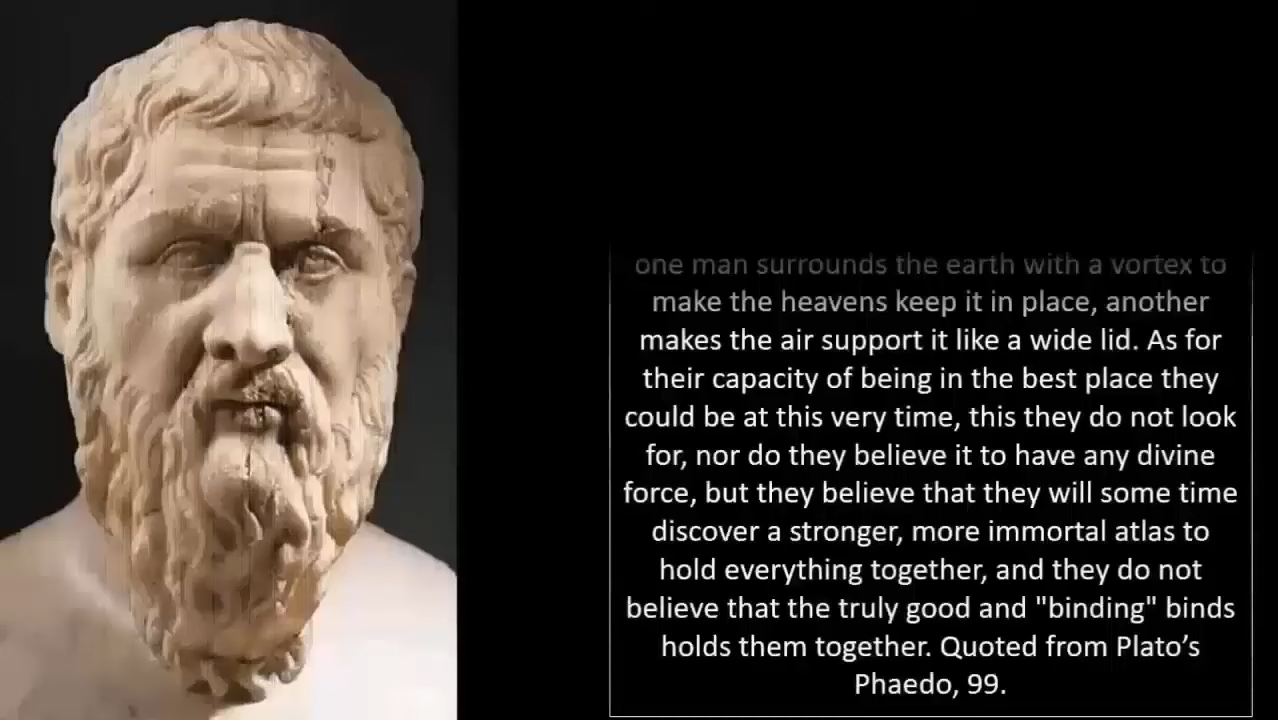 one man surrounds the earth with a vortex to
make the heavens keep it in place, another
makes the air support it like a wide lid. As for
their capacity of being in the best place they
could be at this very time, this they do not look
for, nor do they believe it to have any divine
force, but they believe that they will some time
discover a stronger, more immortal atlas to
hold everything together, and they do not
believe that the truly good and "binding" binds
holds them together. Quoted from Plato’s
Phaedo, 99.